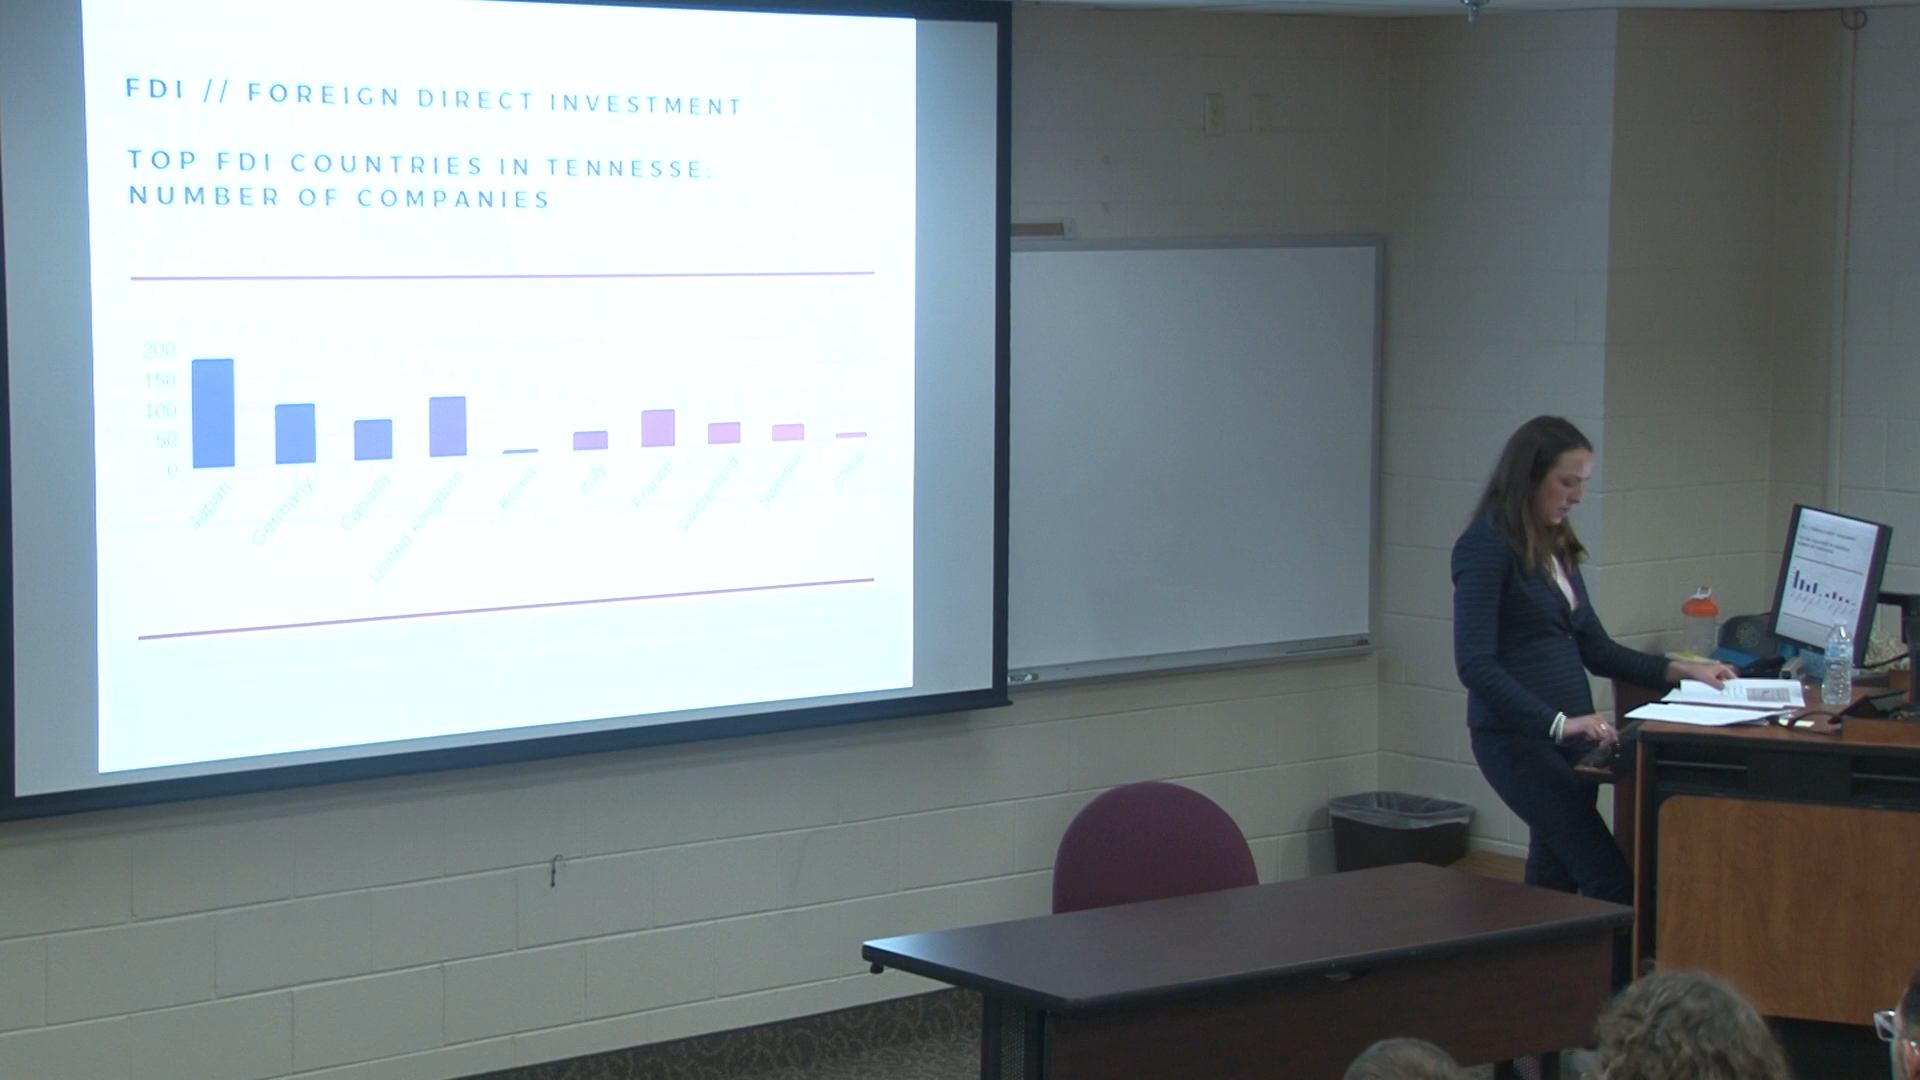 FDI // FOREIGN DIRECT INVESTMENT
TOP FDI COUNTRIES IN TENNESSE:
NUMBER OF COMPANIES
200
150
100
50
0
Japan
Germany
Canada
United Kingdom
Korea
Italy
France
Switzerland
Sweden
China